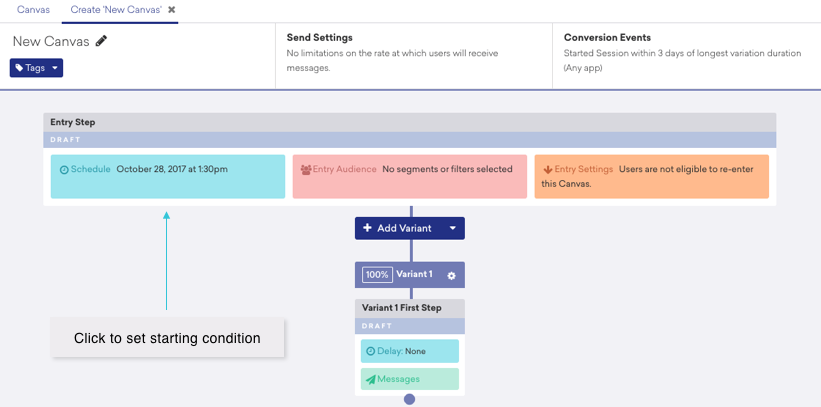 Canvas
Create 'New Canvas' ✖
New Canvas
Tags
Send Settings
No limitations on the rate at which users will receive
messages.
Conversion Events
Started Session within 3 days of longest variation duration
(Any app)
Entry Step
DRAFT
Schedule October 28, 2017 at 1:30pm
Entry Audience No segments or filters selected
Entry Settings Users are not eligible to re-enter
this Canvas.
+ Add Variant
100% Variant 1
Variant 1 First Step
DRAFT
Delay: None
Messages
Click to set starting condition